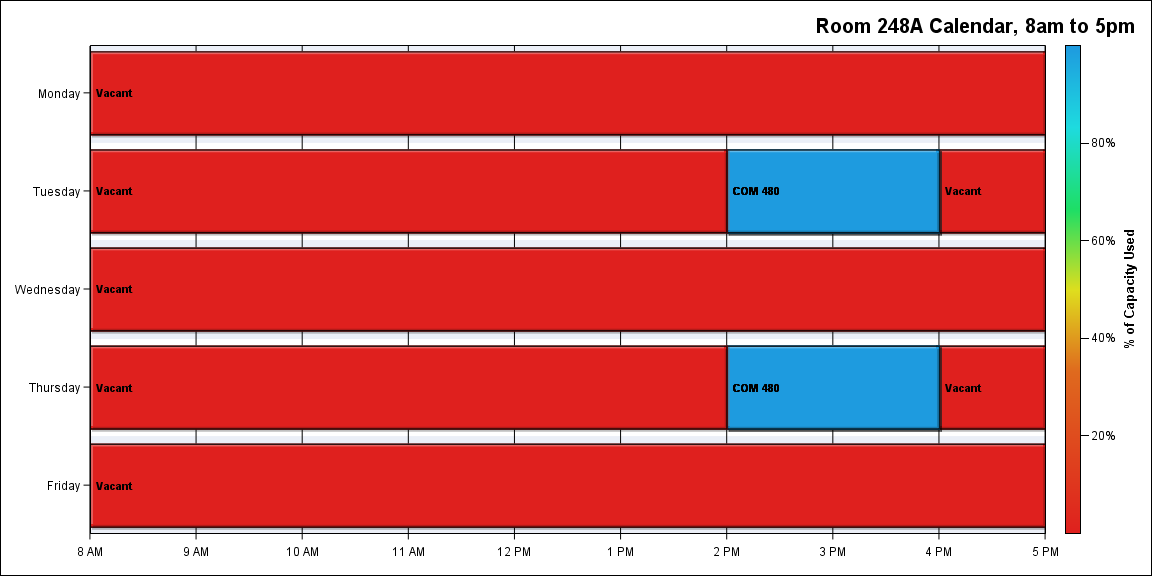 Room 248A Calendar, 8am to 5pm
Monday
Vacant
Tuesday
Vacant
COM 480
Vacant
Wednesday
Vacant
Thursday
Vacant
COM 480
Vacant
Friday
Vacant
8 AM
9 AM
10 AM
11 AM
12 PM
1 PM
2 PM
3 PM
4 PM
5 PM
80%
60%
40%
20%
% of Capacity Used